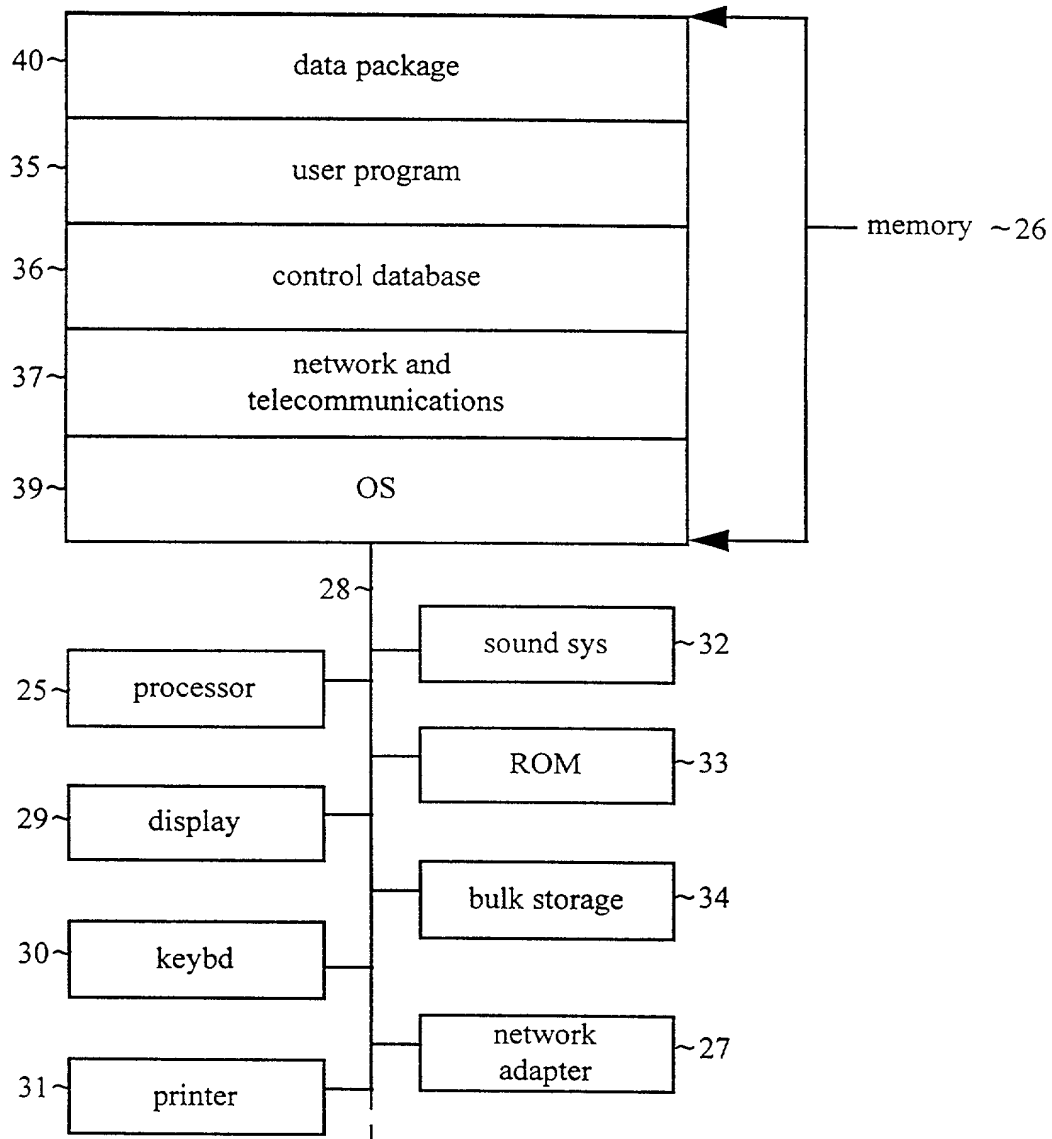 40~ data package
35~ user program
memory ~26
36~ control database
37~ network and
telecommunications
39~ OS
28~
sound sys ~32
25~ processor
ROM ~33
29~ display
bulk storage ~34
30~ keybd
network
adapter ~27
31~ printer